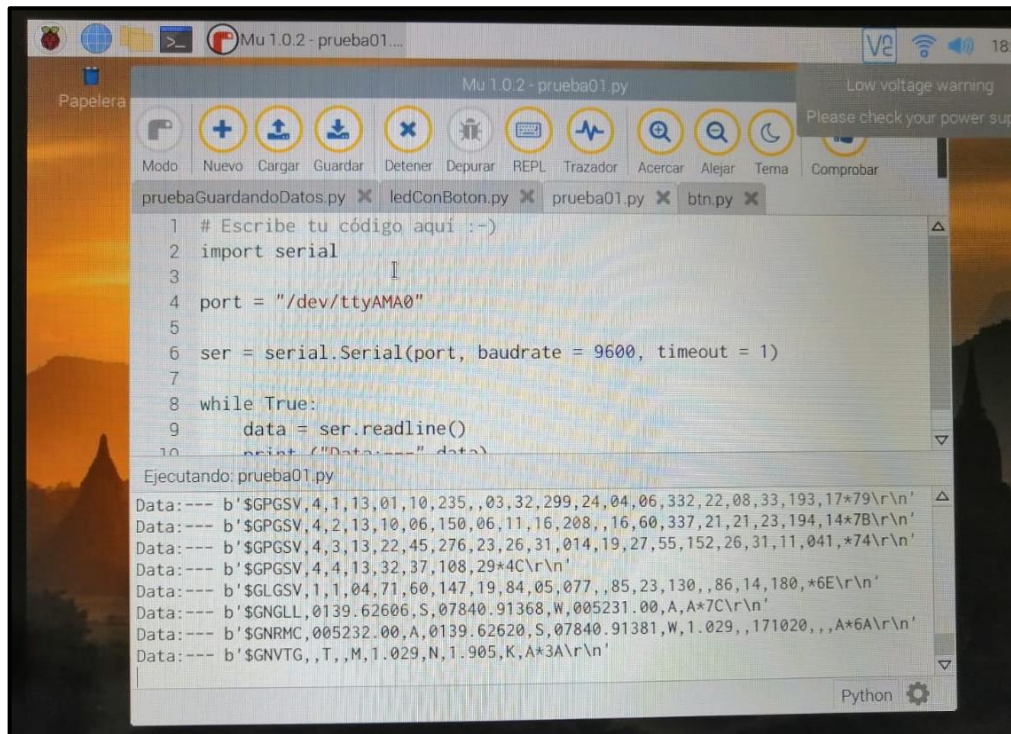 Mu 1.0.2 - prueba01....
V2
18:
Papelera
Mu 1.0.2 - prueba01.py
Low voltage warning
Please check your power sup
Modo Nuevo Cargar Guardar Detener Depurar REPL Trazador Acercar Alejar Tema Comprobar
pruebaGuardandoDatos.py ledConBoton.py prueba01.py btn.py
1 # Escribe tu código aquí :-)
2 import serial
3
4 port = "/dev/ttyAMA0"
5
6 ser = serial.Serial(port, baudrate = 9600, timeout = 1)
7
8 while True:
9 data = ser.readline()
10 print ("Data:---" data)
Ejecutando: prueba01.py
Data:--- b'$GPGSV,4,1,13,01,10,235,,03,32,299,24,04,06,332,22,08,33,193,17*79\r\n'
Data:--- b'$GPGSV,4,2,13,10,06,150,06,11,16,208,,16,60,337,21,21,23,194,14*7B\r\n'
Data:--- b'$GPGSV,4,3,13,22,45,276,23,26,31,014,19,27,55,152,26,31,11,041,*74\r\n'
Data:--- b'$GPGSV,4,4,13,32,37,108,29*4C\r\n'
Data:--- b'$GLGSV,1,1,04,71,60,147,19,84,05,077,,85,23,130,,86,14,180,*6E\r\n'
Data:--- b'$GNGLL,0139.62606,S,07840.91368,W,005231.00,A,A*7C\r\n'
Data:--- b'$GNRMC,005232.00,A,0139.62620,S,07840.91381,W,1.029,,171020,,,A*6A\r\n'
Data:--- b'$GNVTG,,T,,M,1.029,N,1.905,K,A*3A\r\n'
Python